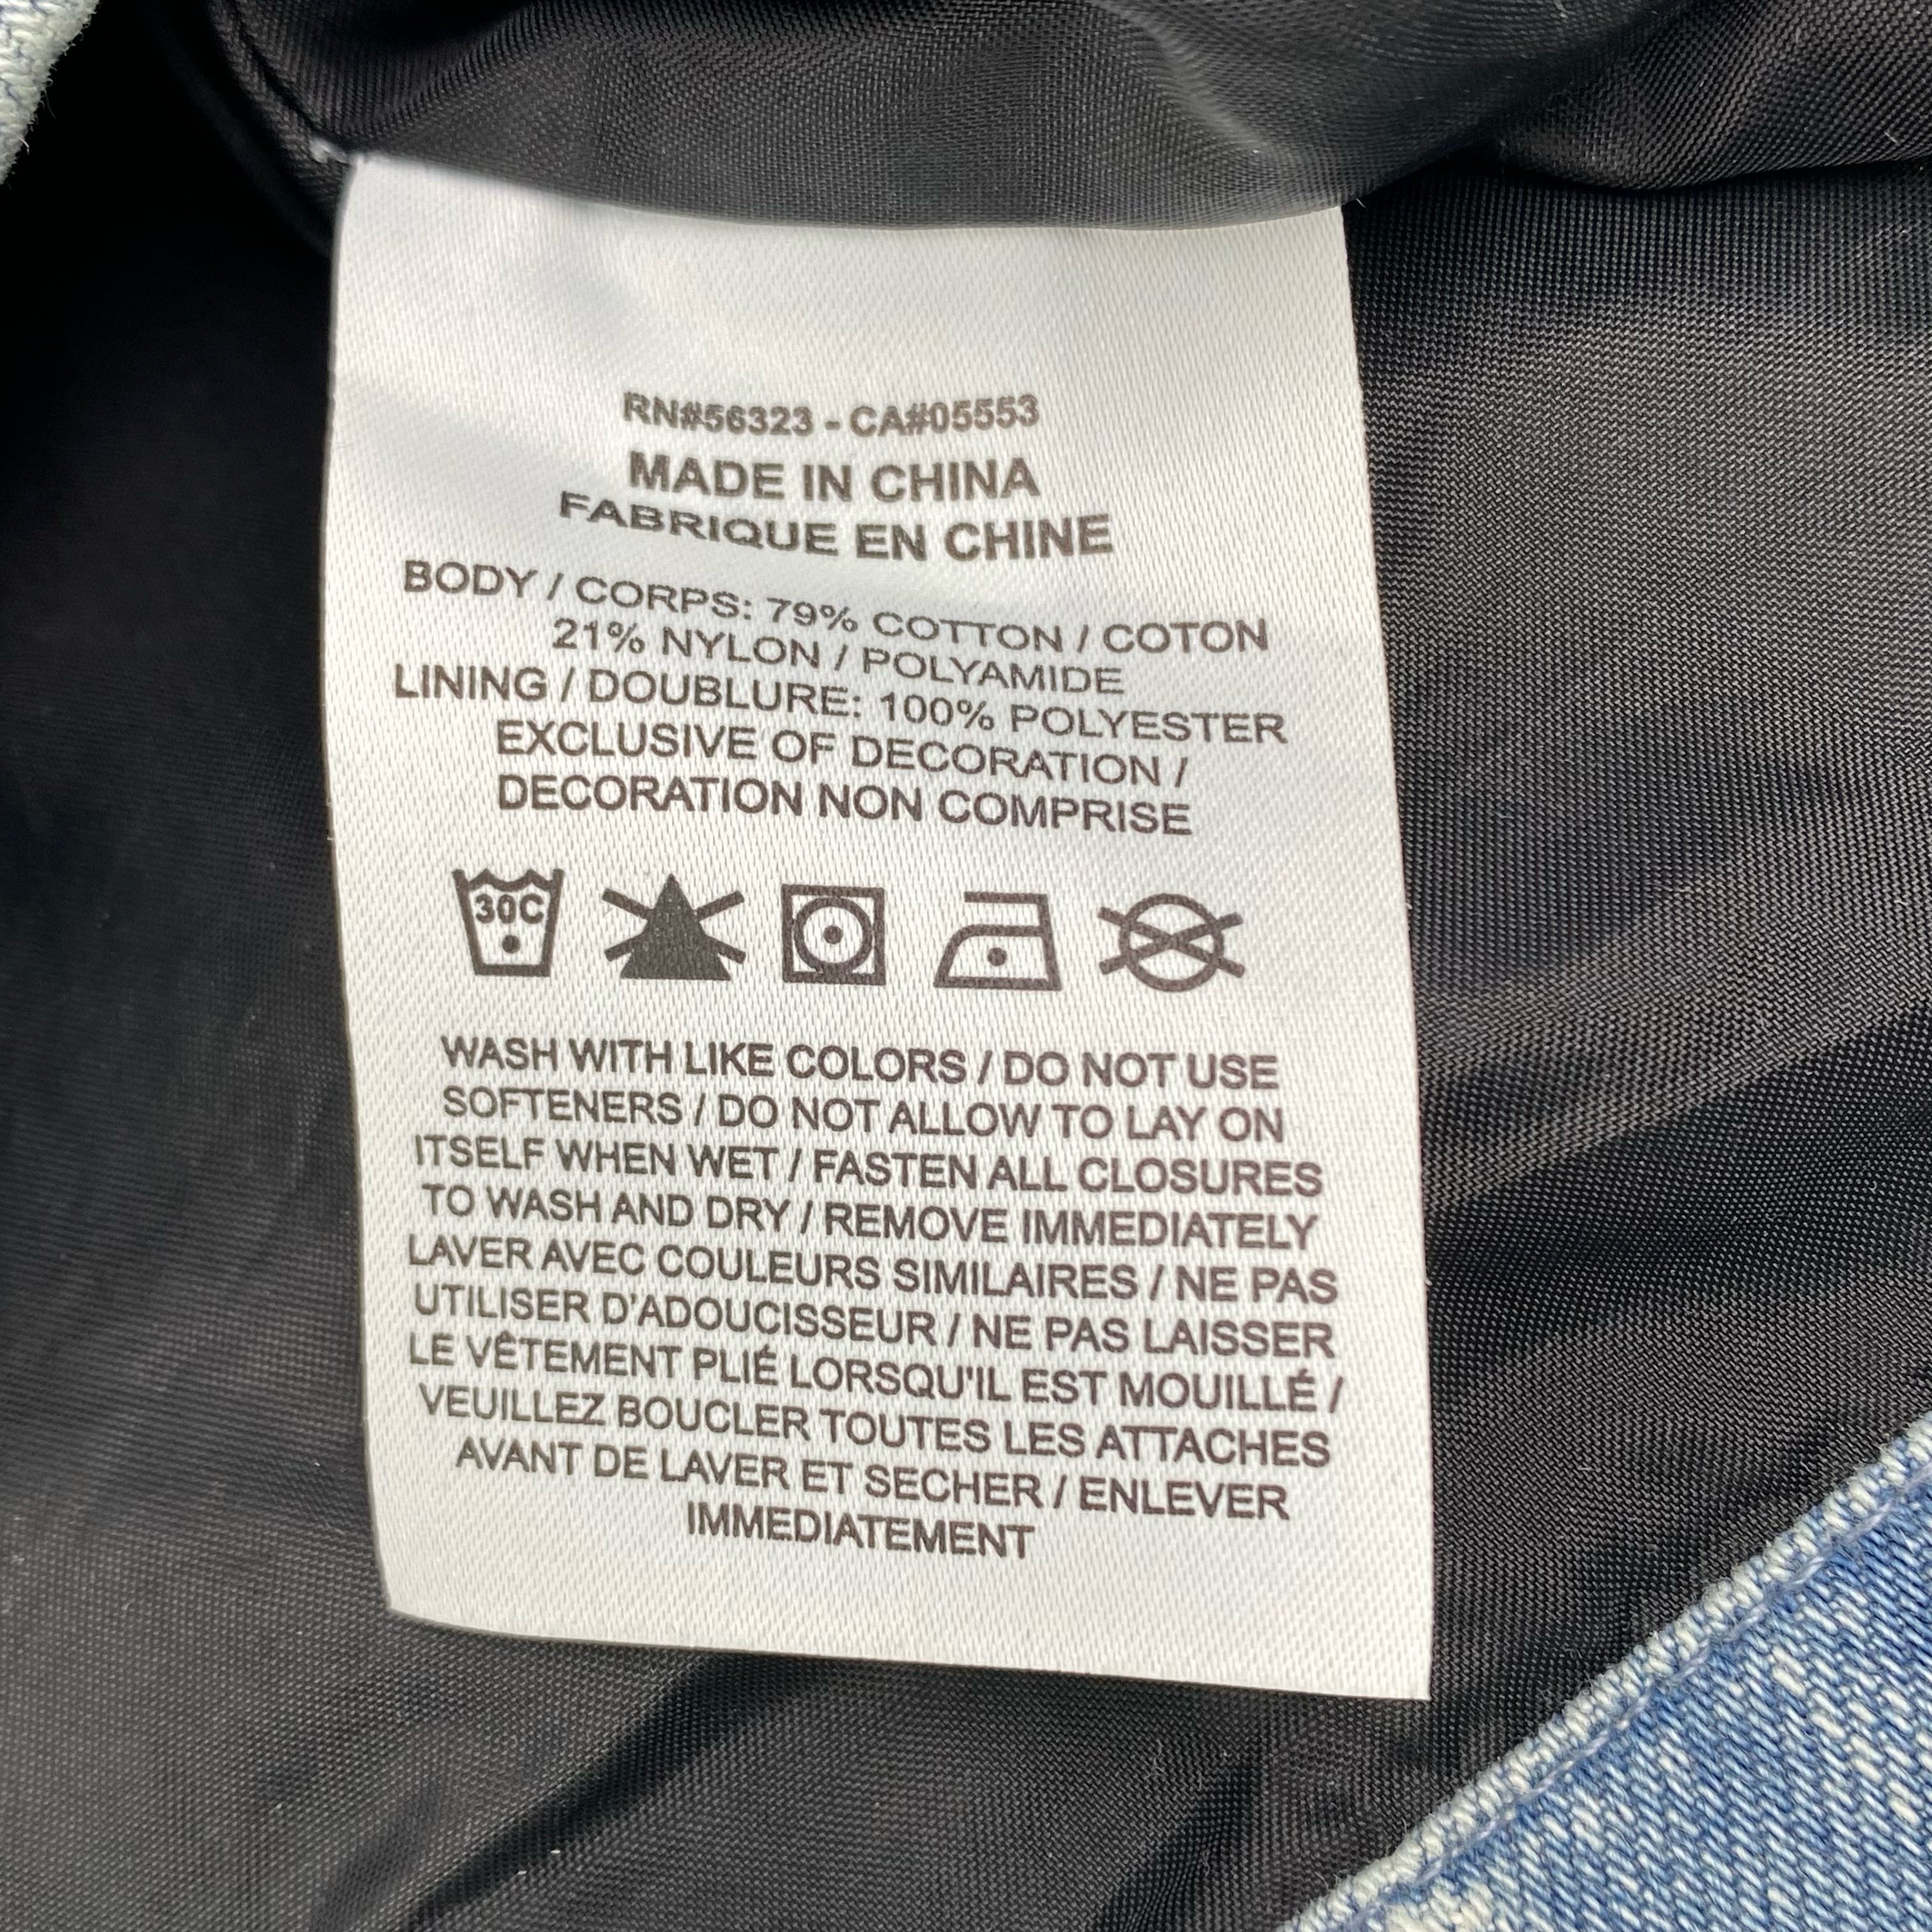 RN#56323 - CA#05553
MADE IN CHINA
FABRIQUE EN CHINE
BODY / CORPS: 79% COTTON / COTON
21% NYLON / POLYAMIDE
LINING / DOUBLURE: 100% POLYESTER
EXCLUSIVE OF DECORATION /
DECORATION NON COMPRISE
30C
WASH WITH LIKE COLORS / DO NOT USE
SOFTENERS / DO NOT ALLOW TO LAY ON
ITSELF WHEN WET / FASTEN ALL CLOSURES
TO WASH AND DRY / REMOVE IMMEDIATELY
LAVER AVEC COULEURS SIMILAIRES / NE PAS
UTILISER D'ADOUCISSEUR / NE PAS LAISSER
LE VÊTEMENT PLIÉ LORSQU'IL EST MOUILLÉ /
VEUILLEZ BOUCLER TOUTES LES ATTACHES
AVANT DE LAVER ET SECHER / ENLEVER
IMMEDIATEMENT